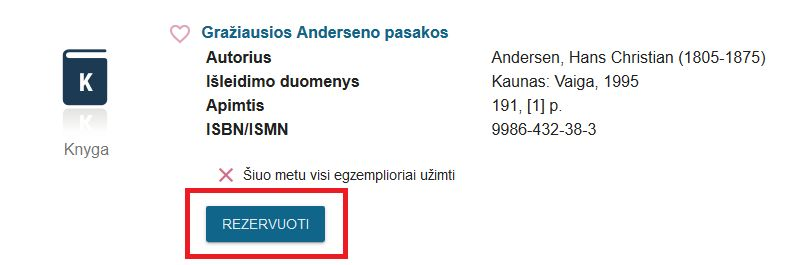 Gražiausios Anderseno pasakos
Autorius Andersen, Hans Christian (1805-1875)
Išleidimo duomenys Kaunas: Vaiga, 1995
Apimtis 191, [1] p.
ISBN/ISMN 9986-432-38-3
K
Knyga
Šiuo metu visi egzemplioriai užimti
REZERVUOTI